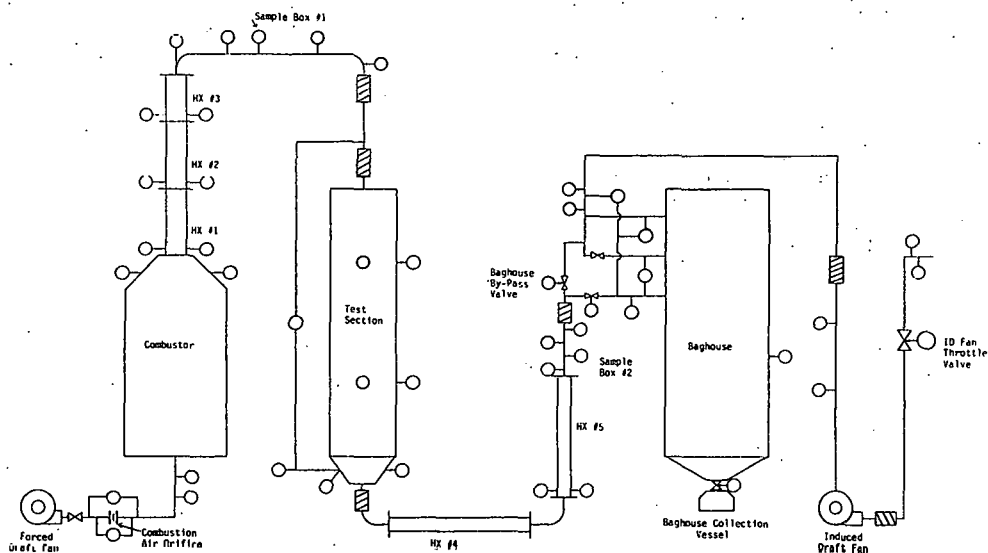 Sample Box #1
HX #3
HX #2
HX #1
Combustor
Forced
Draft Fan
Combustion
Air Orifice
Test
Section
HX #4
HX #5
Baghouse
By-Pass
Valve
Sample
Box #2
Baghouse
Baghouse Collection
Vessel
Induced
Draft Fan
ID Fan
Throttle
Valve